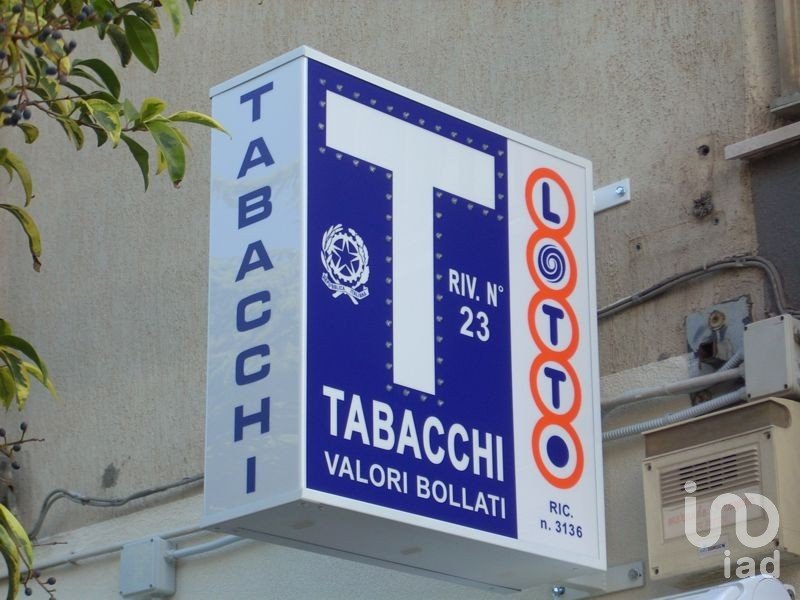 TABACCHI
T
RIV. N°
23
TABACCHI
VALORI BOLLATI
LOTTO
RIC.
n. 3136
iad